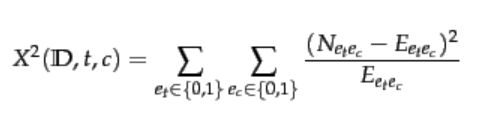 X²(𝔻, t, c) = ∑_{e_t∈{0,1}} ∑_{e_c∈{0,1}} (N_{e_t e_c} − E_{e_t e_c})² / E_{e_t e_c}